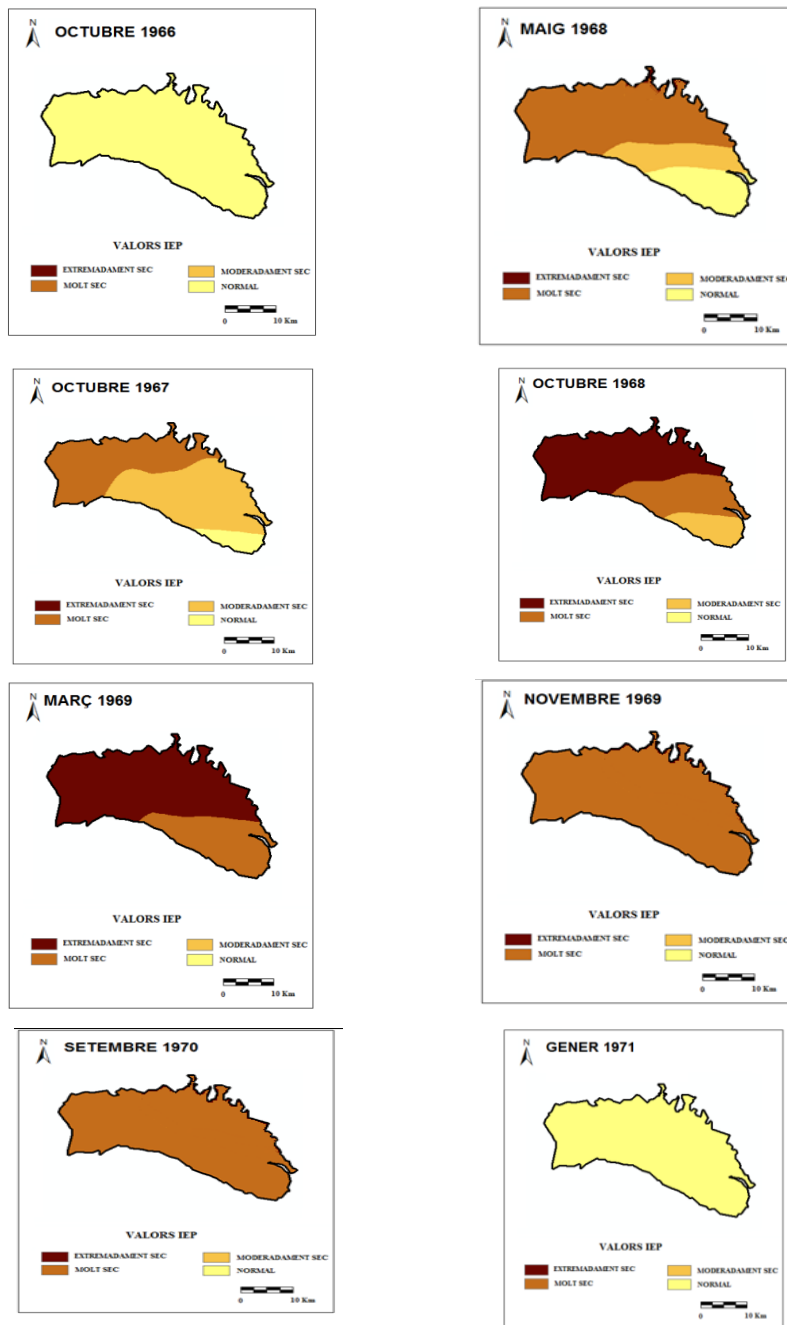 N
OCTUBRE 1966
VALORS IEP
EXTREMADAMENT SEC
MODERADAMENT SEC
MOLT SEC
NORMAL
0 10 Km
N
MAIG 1968
VALORS IEP
EXTREMADAMENT SEC
MODERADAMENT SEC
MOLT SEC
NORMAL
0 10 Km
N
OCTUBRE 1967
VALORS IEP
EXTREMADAMENT SEC
MODERADAMENT SEC
MOLT SEC
NORMAL
0 10 Km
N
OCTUBRE 1968
VALORS IEP
EXTREMADAMENT SEC
MODERADAMENT SEC
MOLT SEC
NORMAL
0 10 Km
N
MARÇ 1969
VALORS IEP
EXTREMADAMENT SEC
MODERADAMENT SEC
MOLT SEC
NORMAL
0 10 Km
N
NOVEMBRE 1969
VALORS IEP
EXTREMADAMENT SEC
MODERADAMENT SEC
MOLT SEC
NORMAL
0 10 Km
N
SETEMBRE 1970
VALORS IEP
EXTREMADAMENT SEC
MODERADAMENT SEC
MOLT SEC
NORMAL
0 10 Km
N
GENER 1971
VALORS IEP
EXTREMADAMENT SEC
MODERADAMENT SEC
MOLT SEC
NORMAL
0 10 Km